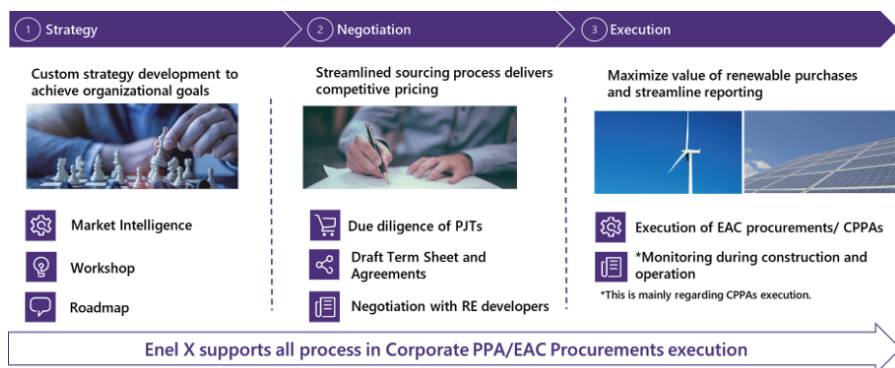 1 Strategy
2 Negotiation
3 Execution
Custom strategy development to
achieve organizational goals
Market Intelligence
Workshop
Roadmap
Streamlined sourcing process delivers
competitive pricing
Due diligence of PJTs
Draft Term Sheet and
Agreements
Negotiation with RE developers
Maximize value of renewable purchases
and streamline reporting
Execution of EAC procurements/ CPPAs
*Monitoring during construction and
operation
*This is mainly regarding CPPAs execution.
Enel X supports all process in Corporate PPA/EAC Procurements execution